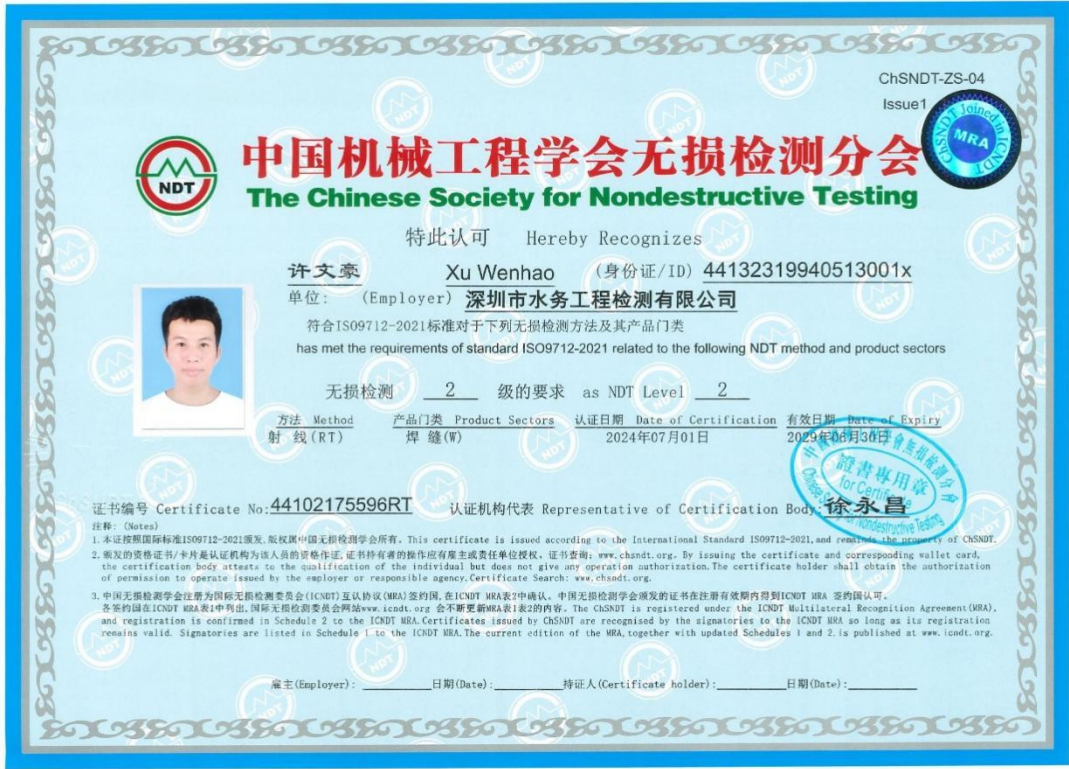 ChSNDT-ZS-04
Issue1
ChSNDT Joined in ICNDT
MRA
NDT
中国机械工程学会无损检测分会
The Chinese Society for Nondestructive Testing
特此认可 Hereby Recognizes
许文豪 Xu Wenhao (身份证/ID) 44132319940513001x
单位: (Employer) 深圳市水务工程检测有限公司
符合ISO9712-2021标准对于下列无损检测方法及其产品门类
has met the requirements of standard ISO9712-2021 related to the following NDT method and product sectors
无损检测 2 级的要求 as NDT Level 2
方法 Method 产品门类 Product Sectors 认证日期 Date of Certification 有效日期 Date of Expiry
射 线(RT) 焊 缝(W) 2024年07月01日 2029年06月30日
證書專用章
for Certificate
证书编号 Certificate No:44102175596RT 认证机构代表 Representative of Certification Body:徐永昌
注释: (Notes)
1.本证按照国际标准ISO9712-2021颁发,版权属中国无损检测学会所有。This certificate is issued according to the International Standard ISO9712-2021,and remains the property of ChSNDT.
2.颁发的资格证书/卡片是认证机构为该人员的资格作证,证书持有者的操作应有雇主或责任单位授权。证书查询: www.chsndt.org. By issuing the certificate and corresponding wallet card,
the certification body attests to the qualification of the individual but does not give any operation authorization.The certificate holder shall obtain the authorization
of permission to operate issued by the employer or responsible agency.Certificate Search: www.chsndt.org.
3.中国无损检测学会注册为国际无损检测委员会(ICNDT)互认协议(MRA)签约国,在ICNDT MRA表2中确认。中国无损检测学会颁发的证书在注册有效期内得到ICNDT MRA 签约国认可。
各签约国在ICNDT MRA表1中列出,国际无损检测委员会网站www.icndt.org 会不断更新MRA表1表2的内容。The ChSNDT is registered under the ICNDT Multilateral Recognition Agreement(MRA),
and registration is confirmed in Schedule 2 to the ICNDT MRA.Certificates issued by ChSNDT are recognised by the signatories to the ICNDT MRA so long as its registration
remains valid. Signatories are listed in Schedule 1 to the ICNDT MRA.The current edition of the MRA,together with updated Schedules 1 and 2.is published at www.icndt.org.
雇主(Employer): 日期(Date): 持证人(Certificate holder): 日期(Date):